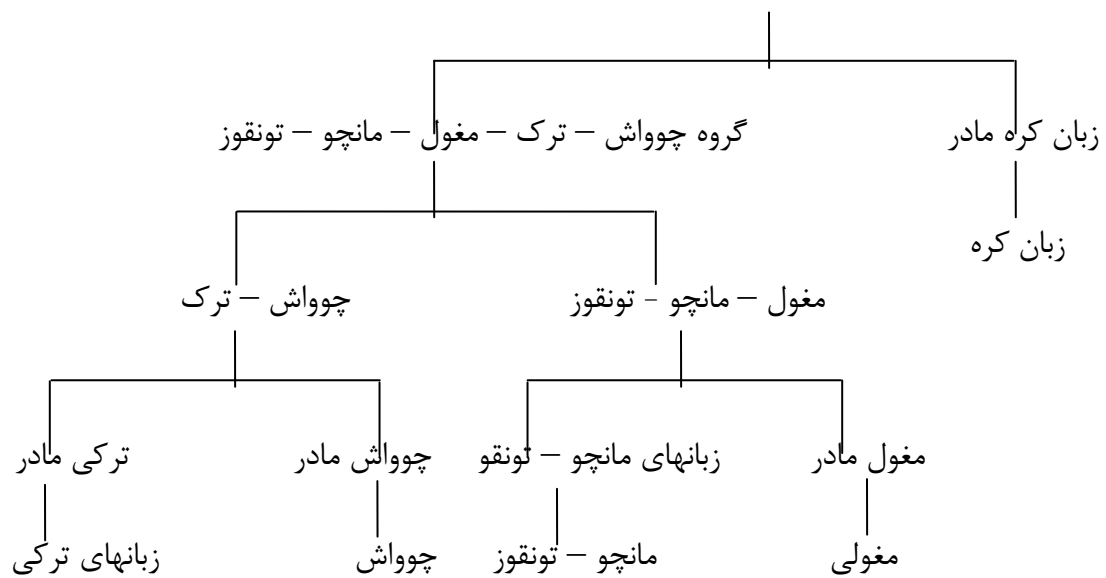 زبان کره مادر گروه چوواش – ترک – مغول – مانچو – تونقوز
زبان کره
مغول – مانچو - تونقوز چوواش – ترک
مغول مادر زبانهای مانچو – تونقو چوواش مادر ترکی مادر
مغولی مانچو – تونقوز چوواش زبانهای ترکی